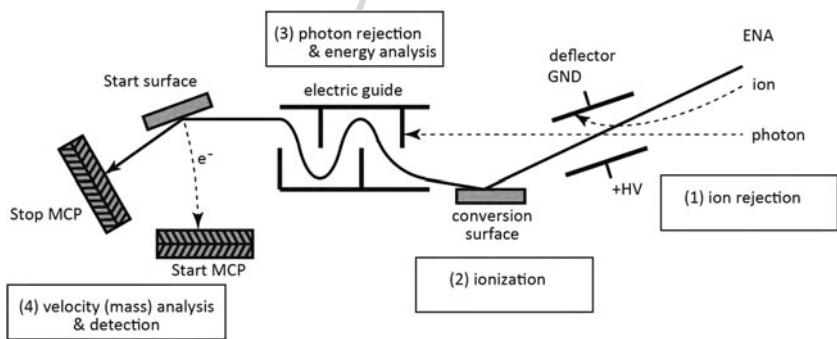 (3) photon rejection
& energy analysis
ENA
deflector
GND
ion
Start surface
electric guide
photon
e-
+HV
(1) ion rejection
Stop MCP
conversion
surface
Start MCP
(2) ionization
(4) velocity (mass) analysis
& detection